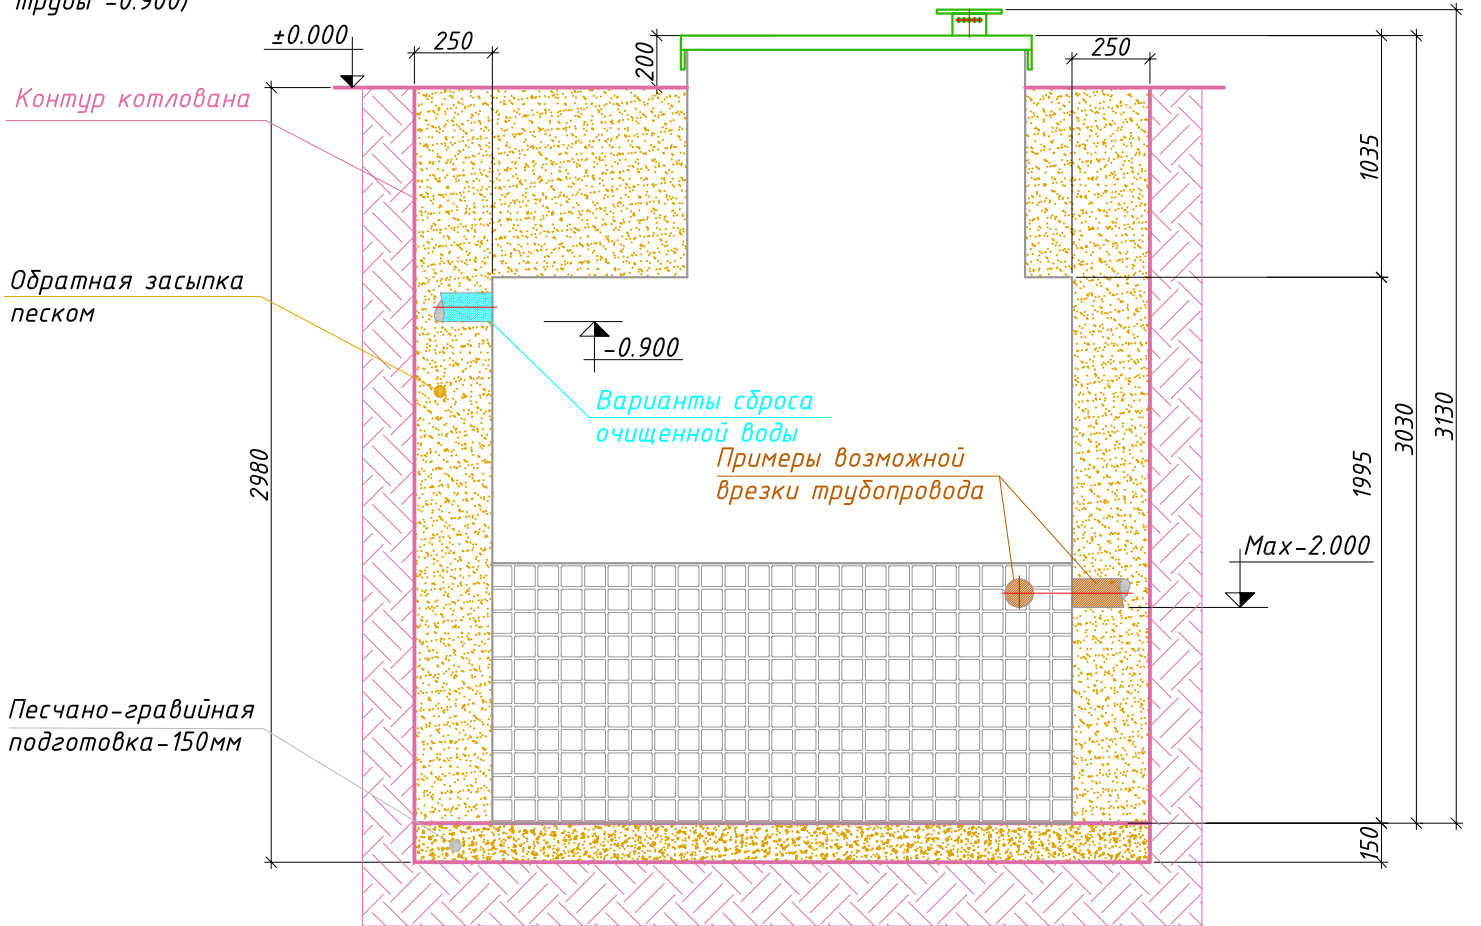 трубы -0.900)
±0.000
250
200
250
Контур котлована
1035
Обратная засыпка
песком
-0.900
Варианты сброса
очищенной воды
3130
3030
Примеры возможной
врезки трубопровода
1995
2980
Max-2.000
Песчано-гравийная
подготовка-150мм
150